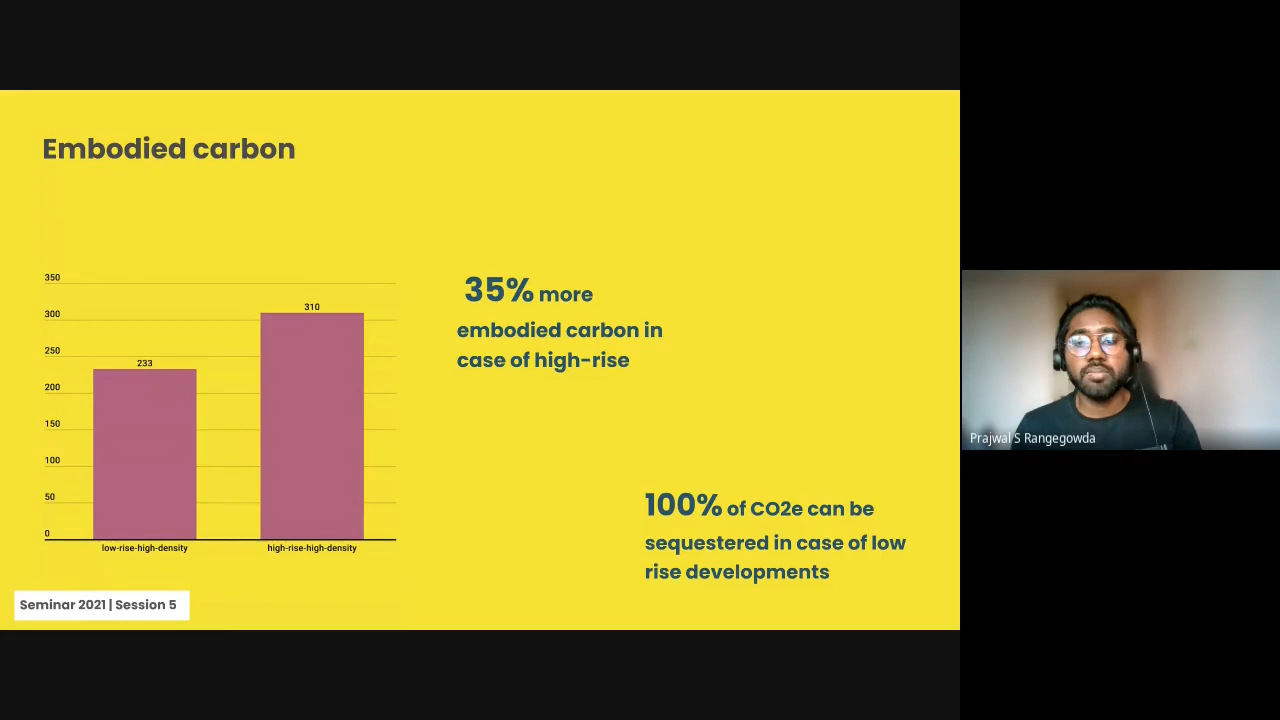 Embodied carbon
350
300
250
200
150
100
50
0
233
310
low-rise-high-density
high-rise-high-density
35% more
embodied carbon in
case of high-rise
100% of CO2e can be
sequestered in case of low
rise developments
Seminar 2021 | Session 5
Prajwal S Rangegowda